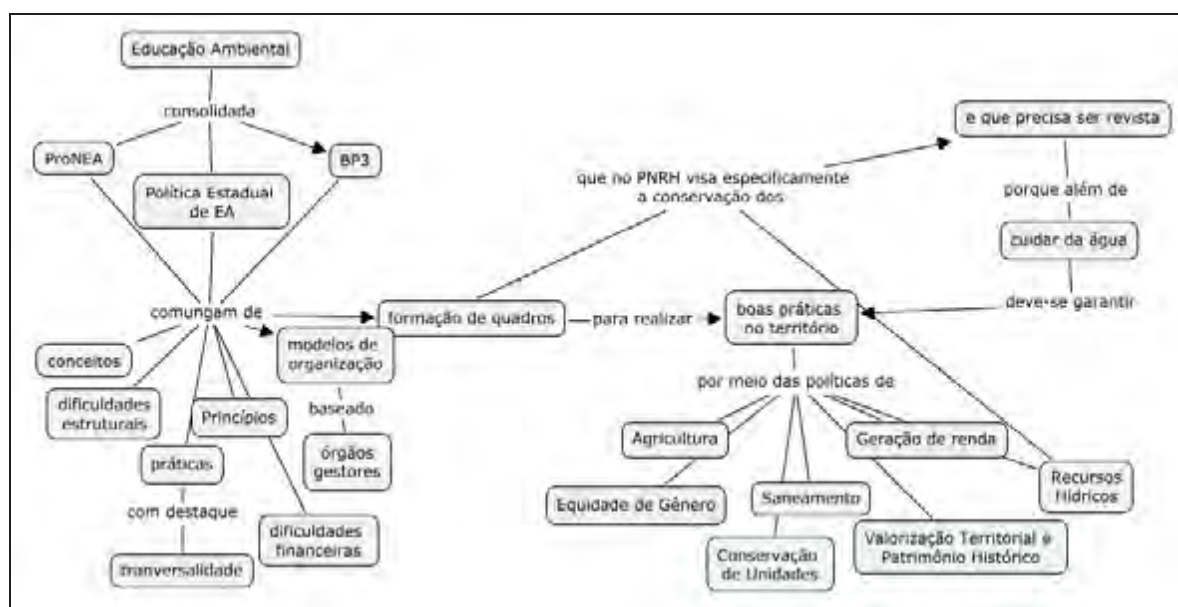 Educação Ambiental
consolidada
ProNEA
BP3
Política Estadual
de EA
comungam de
conceitos
dificuldades
estruturais
práticas
com destaque
tranversalidade
Princípios
dificuldades
financeiras
modelos de
organização
baseado
órgãos
gestores
formação de quadros
para realizar
que no PNRH visa especificamente
a conservação dos
e que precisa ser revista
porque além de
cuidar da água
deve-se garantir
boas práticas
no território
por meio das políticas de
Agricultura
Equidade de Gênero
Saneamento
Conservação
de Unidades
Geração de renda
Valorização Territorial e
Patrimônio Histórico
Recursos
Hídricos